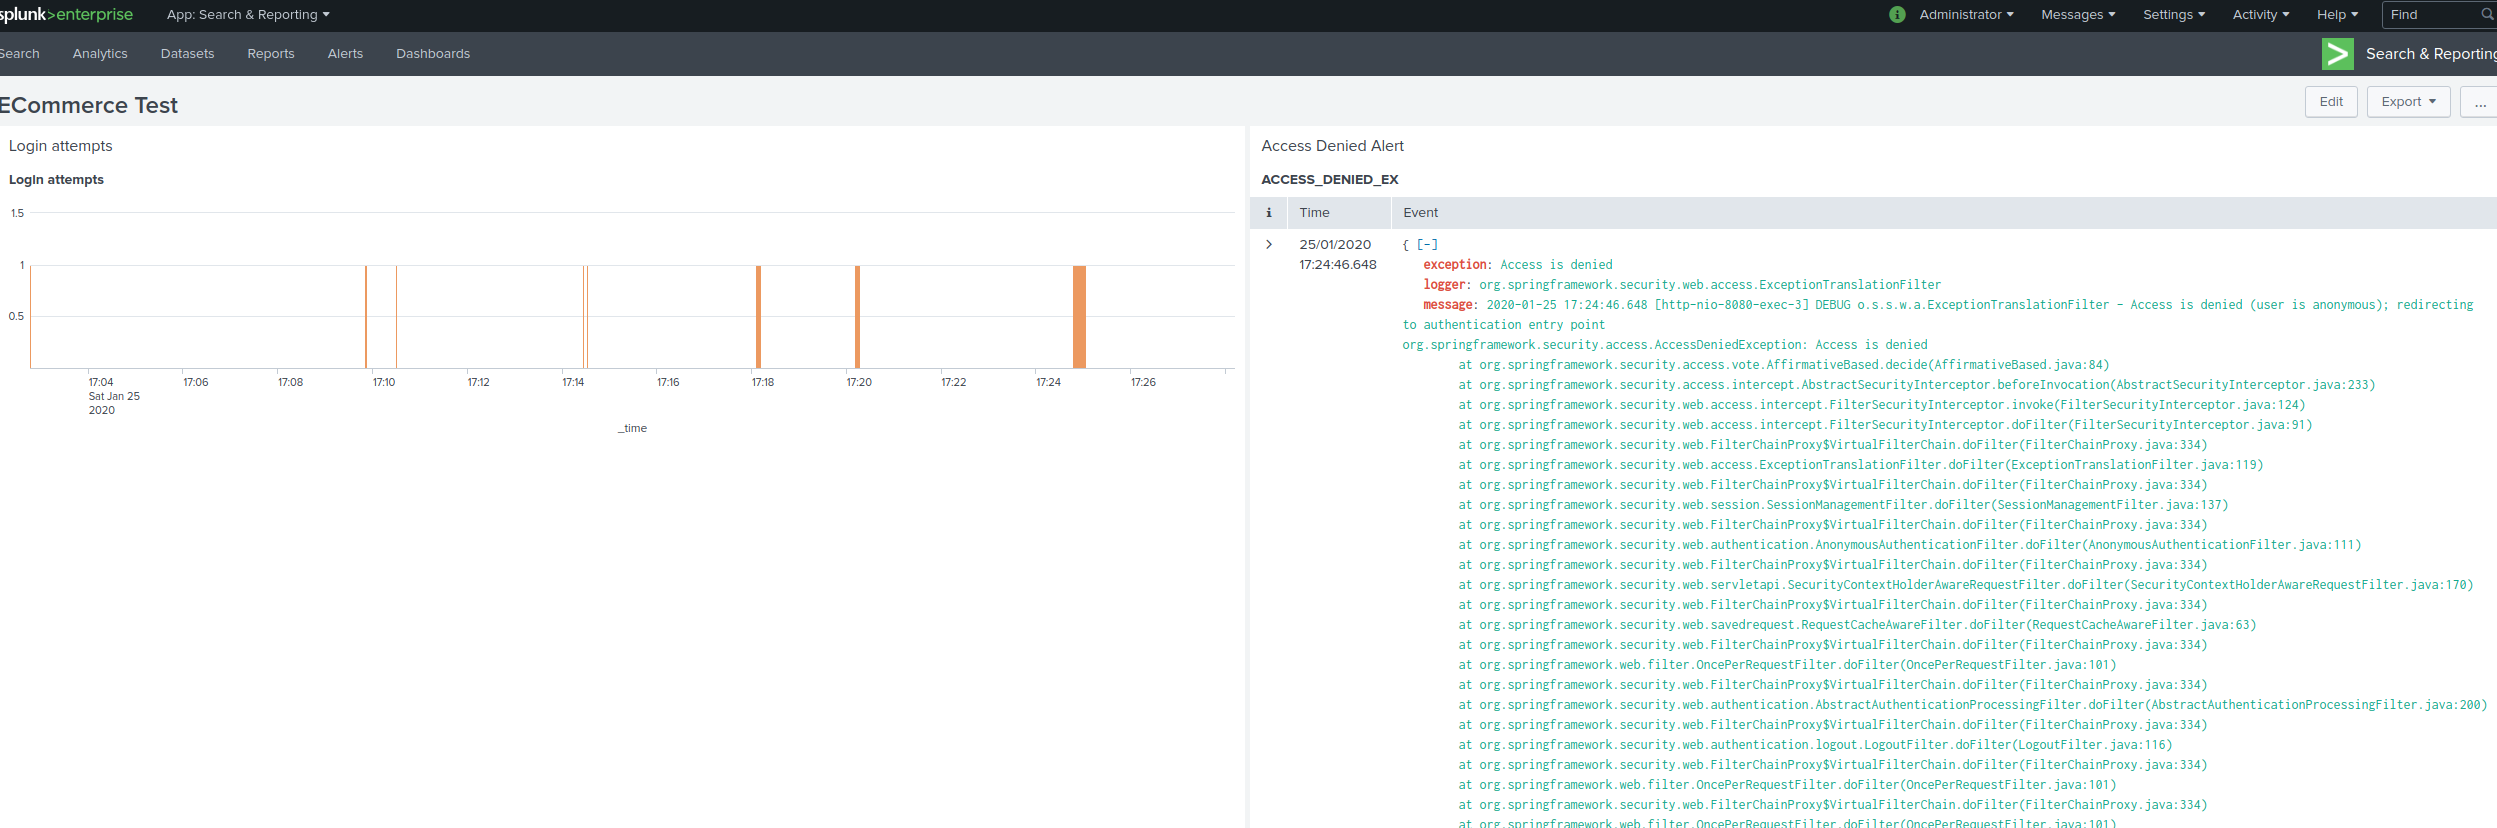 splunk>enterprise App: Search & Reporting ▾ i Administrator ▾ Messages ▾ Settings ▾ Activity ▾ Help ▾ Find
Search Analytics Datasets Reports Alerts Dashboards > Search & Reporting
ECommerce Test Edit Export ▾ ...
Login attempts
Login attempts
1.5
1
0.5
17:04 17:06 17:08 17:10 17:12 17:14 17:16 17:18 17:20 17:22 17:24 17:26
Sat Jan 25
2020
_time
Access Denied Alert
ACCESS_DENIED_EX
i Time Event
> 25/01/2020 { [-]
17:24:46.648 exception: Access is denied
logger: org.springframework.security.web.access.ExceptionTranslationFilter
message: 2020-01-25 17:24:46.648 [http-nio-8080-exec-3] DEBUG o.s.s.w.a.ExceptionTranslationFilter - Access is denied (user is anonymous); redirecting
to authentication entry point
org.springframework.security.access.AccessDeniedException: Access is denied
at org.springframework.security.access.vote.AffirmativeBased.decide(AffirmativeBased.java:84)
at org.springframework.security.access.intercept.AbstractSecurityInterceptor.beforeInvocation(AbstractSecurityInterceptor.java:233)
at org.springframework.security.web.access.intercept.FilterSecurityInterceptor.invoke(FilterSecurityInterceptor.java:124)
at org.springframework.security.web.access.intercept.FilterSecurityInterceptor.doFilter(FilterSecurityInterceptor.java:91)
at org.springframework.security.web.FilterChainProxy$VirtualFilterChain.doFilter(FilterChainProxy.java:334)
at org.springframework.security.web.access.ExceptionTranslationFilter.doFilter(ExceptionTranslationFilter.java:119)
at org.springframework.security.web.FilterChainProxy$VirtualFilterChain.doFilter(FilterChainProxy.java:334)
at org.springframework.security.web.session.SessionManagementFilter.doFilter(SessionManagementFilter.java:137)
at org.springframework.security.web.FilterChainProxy$VirtualFilterChain.doFilter(FilterChainProxy.java:334)
at org.springframework.security.web.authentication.AnonymousAuthenticationFilter.doFilter(AnonymousAuthenticationFilter.java:111)
at org.springframework.security.web.FilterChainProxy$VirtualFilterChain.doFilter(FilterChainProxy.java:334)
at org.springframework.security.web.servletapi.SecurityContextHolderAwareRequestFilter.doFilter(SecurityContextHolderAwareRequestFilter.java:170)
at org.springframework.security.web.FilterChainProxy$VirtualFilterChain.doFilter(FilterChainProxy.java:334)
at org.springframework.security.web.savedrequest.RequestCacheAwareFilter.doFilter(RequestCacheAwareFilter.java:63)
at org.springframework.security.web.FilterChainProxy$VirtualFilterChain.doFilter(FilterChainProxy.java:334)
at org.springframework.web.filter.OncePerRequestFilter.doFilter(OncePerRequestFilter.java:101)
at org.springframework.security.web.FilterChainProxy$VirtualFilterChain.doFilter(FilterChainProxy.java:334)
at org.springframework.security.web.authentication.AbstractAuthenticationProcessingFilter.doFilter(AbstractAuthenticationProcessingFilter.java:200)
at org.springframework.security.web.FilterChainProxy$VirtualFilterChain.doFilter(FilterChainProxy.java:334)
at org.springframework.security.web.authentication.logout.LogoutFilter.doFilter(LogoutFilter.java:116)
at org.springframework.security.web.FilterChainProxy$VirtualFilterChain.doFilter(FilterChainProxy.java:334)
at org.springframework.web.filter.OncePerRequestFilter.doFilter(OncePerRequestFilter.java:101)
at org.springframework.security.web.FilterChainProxy$VirtualFilterChain.doFilter(FilterChainProxy.java:334)
at org.springframework.web.filter.OncePerRequestFilter.doFilter(OncePerRequestFilter.java:101)